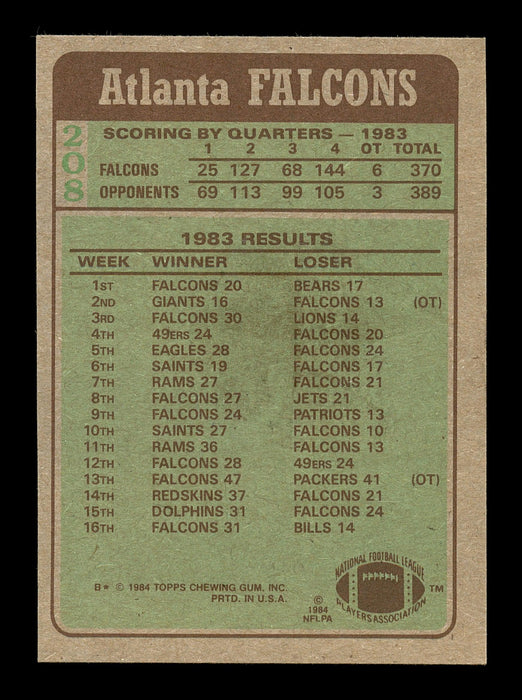 Atlanta FALCONS
208
SCORING BY QUARTERS — 1983
1 2 3 4 OT TOTAL
FALCONS 25 127 68 144 6 370
OPPONENTS 69 113 99 105 3 389
1983 RESULTS
WEEK WINNER LOSER
1ST FALCONS 20 BEARS 17
2ND GIANTS 16 FALCONS 13 (OT)
3RD FALCONS 30 LIONS 14
4TH 49ERS 24 FALCONS 20
5TH EAGLES 28 FALCONS 24
6TH SAINTS 19 FALCONS 17
7TH RAMS 27 FALCONS 21
8TH FALCONS 27 JETS 21
9TH FALCONS 24 PATRIOTS 13
10TH SAINTS 27 FALCONS 10
11TH RAMS 36 FALCONS 13
12TH FALCONS 28 49ERS 24
13TH FALCONS 47 PACKERS 41 (OT)
14TH REDSKINS 37 FALCONS 21
15TH DOLPHINS 31 FALCONS 24
16TH FALCONS 31 BILLS 14
B* © 1984 TOPPS CHEWING GUM, INC.
PRTD. IN U.S.A.
© 1984 NFLPA
NATIONAL FOOTBALL LEAGUE
PLAYERS ASSOCIATION
TM